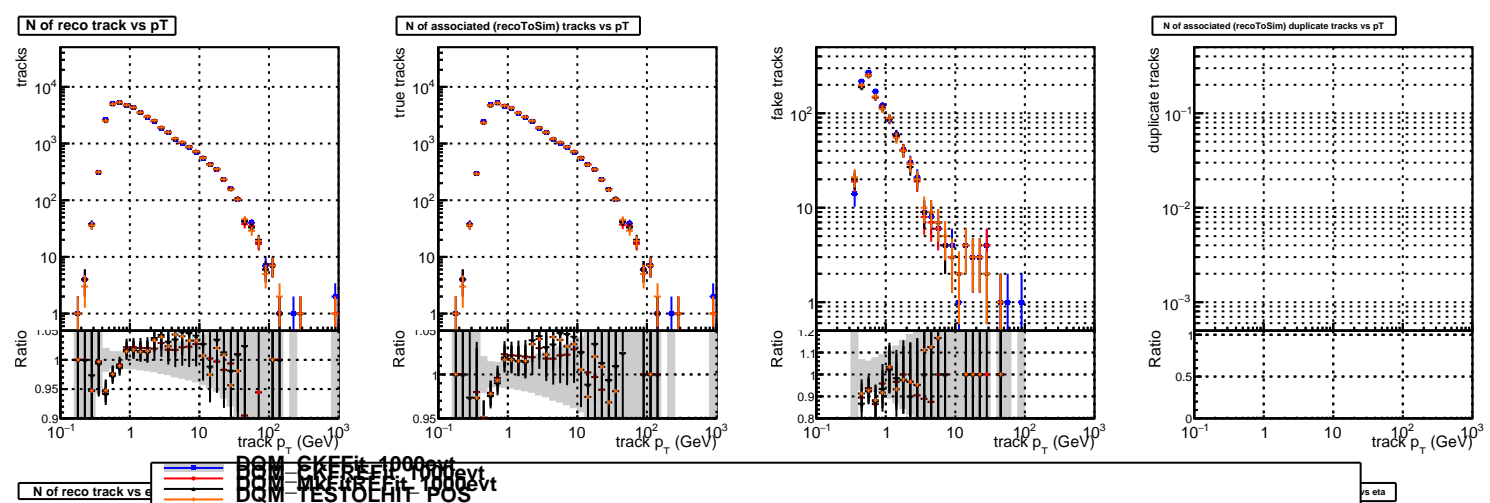 N of reco track vs pT
N of associated (recoToSim) tracks vs pT
N of associated (recoToSim) duplicate tracks vs pT
tracks
10^4
10^3
10^2
10
1
Ratio
1.05
1
0.95
0.9
10^-1 1 10 10^2 10^3
track p_T (GeV)
true tracks
10^4
10^3
10^2
10
1
Ratio
1.05
1
0.95
10^-1 1 10 10^2 10^3
track p_T (GeV)
fake tracks
10^2
10
1
Ratio
1.2
1.1
1
0.9
0.8
10^-1 1 10 10^2 10^3
track p_T (GeV)
duplicate tracks
10^-1
10^-2
10^-3
Ratio
1
0.5
0
10^-1 1 10 10^2 10^3
track p_T (GeV)
DQM_CKFFit_1000evt
DQM_CKFREFit_1000evt
DQM_MKFitREFit_1000evt
DQM_TESTOLHIT_POS
N of reco track vs e
vs eta